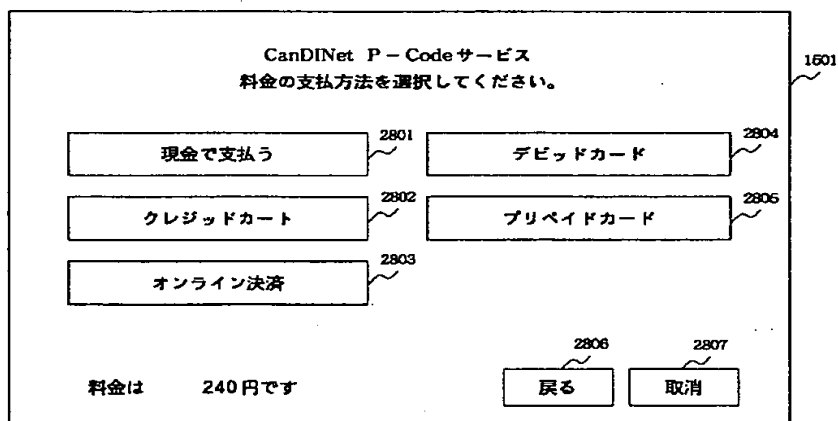 CanDINet P－Codeサービス
料金の支払方法を選択してください。
1501
現金で支払う
2801
デビッドカード
2804
クレジッドカート
2802
プリペイドカード
2805
オンライン決済
2803
料金は 240円です
戻る
2806
取消
2807